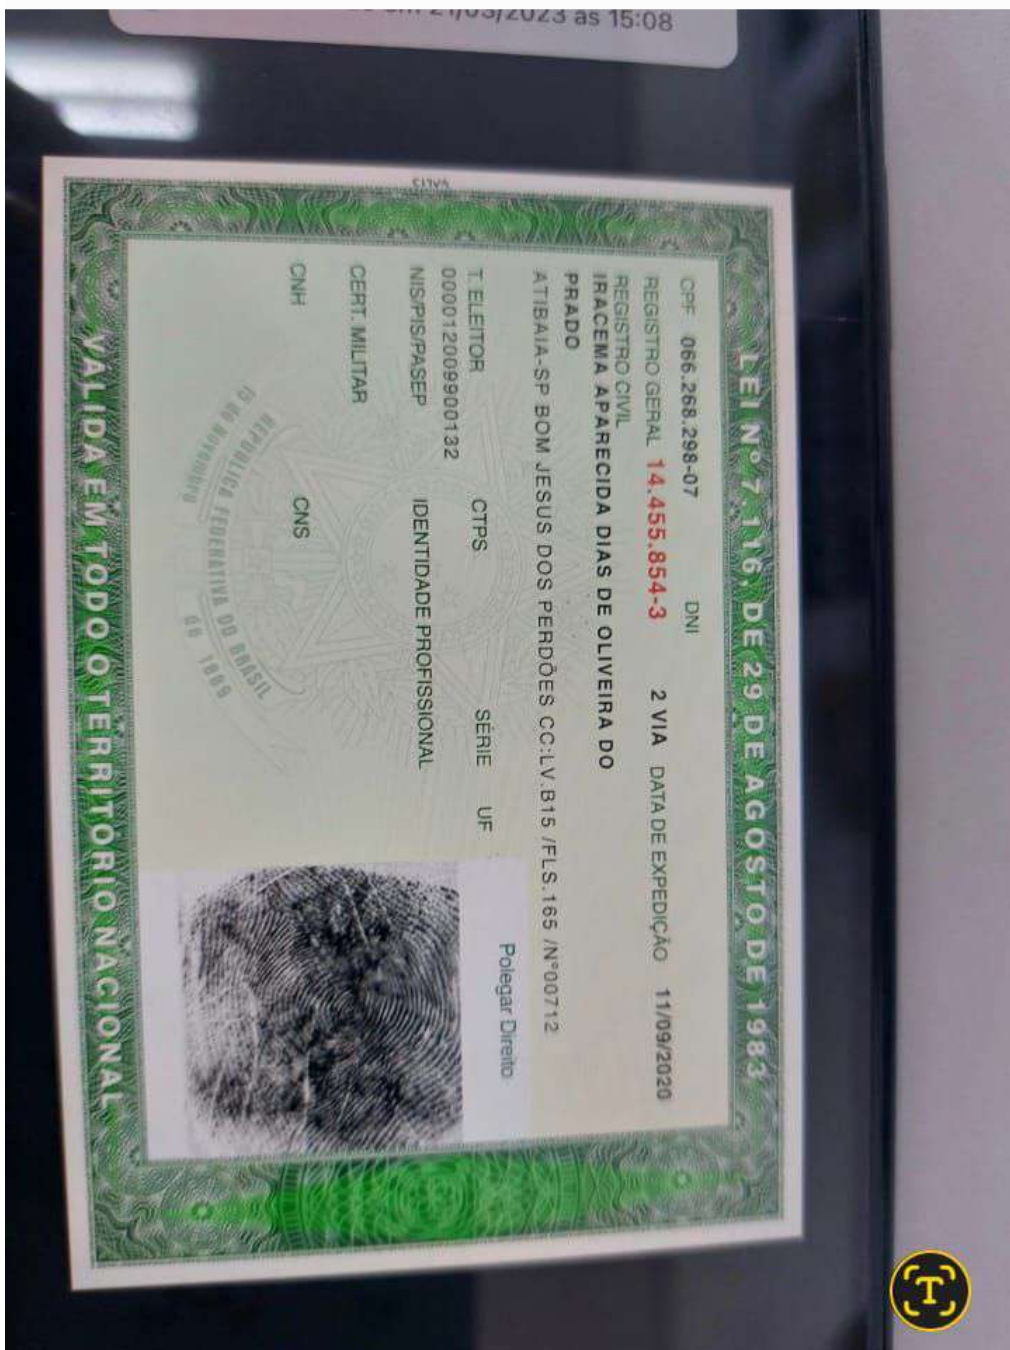 21/03/2023 às 15:08
LEI Nº 7.116, DE 29 DE AGOSTO DE 1983
CPF 066.268.298-07 DNI
REGISTRO GERAL 14.455.854-3 2 VIA DATA DE EXPEDIÇÃO 11/09/2020
REGISTRO CIVIL
IRACEMA APARECIDA DIAS DE OLIVEIRA DO
PRADO
ATIBAIA-SP BOM JESUS DOS PERDÕES CC:LV.B15 /FLS.165 /Nº00712
T. ELEITOR CTPS SÉRIE UF
0000120099900132
NIS/PIS/PASEP IDENTIDADE PROFISSIONAL
CERT. MILITAR
CNH CNS
Polegar Direito
REPÚBLICA FEDERATIVA DO BRASIL
15 de Novembro
de 1889
VÁLIDA EM TODO O TERRITÓRIO NACIONAL
T